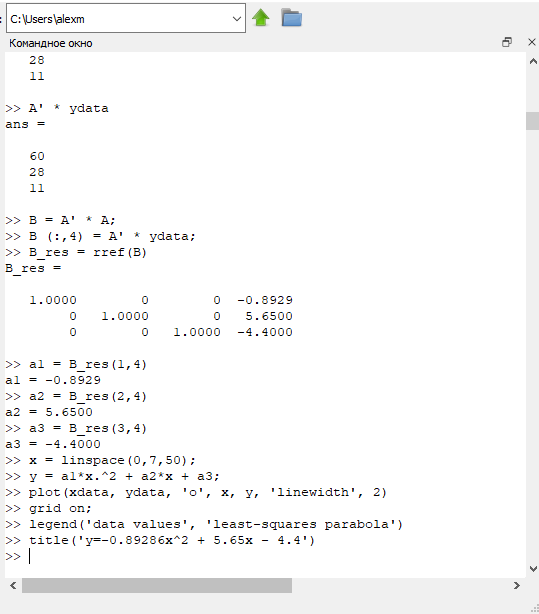 : C:\Users\alexm
Командное окно
28
11
>> A' * ydata
ans =
60
28
11
>> B = A' * A;
>> B (:,4) = A' * ydata;
>> B_res = rref(B)
B_res =
1.0000 0 0 -0.8929
0 1.0000 0 5.6500
0 0 1.0000 -4.4000
>> a1 = B_res(1,4)
a1 = -0.8929
>> a2 = B_res(2,4)
a2 = 5.6500
>> a3 = B_res(3,4)
a3 = -4.4000
>> x = linspace(0,7,50);
>> y = a1*x.^2 + a2*x + a3;
>> plot(xdata, ydata, 'o', x, y, 'linewidth', 2)
>> grid on;
>> legend('data values', 'least-squares parabola')
>> title('y=-0.89286x^2 + 5.65x - 4.4')
>>